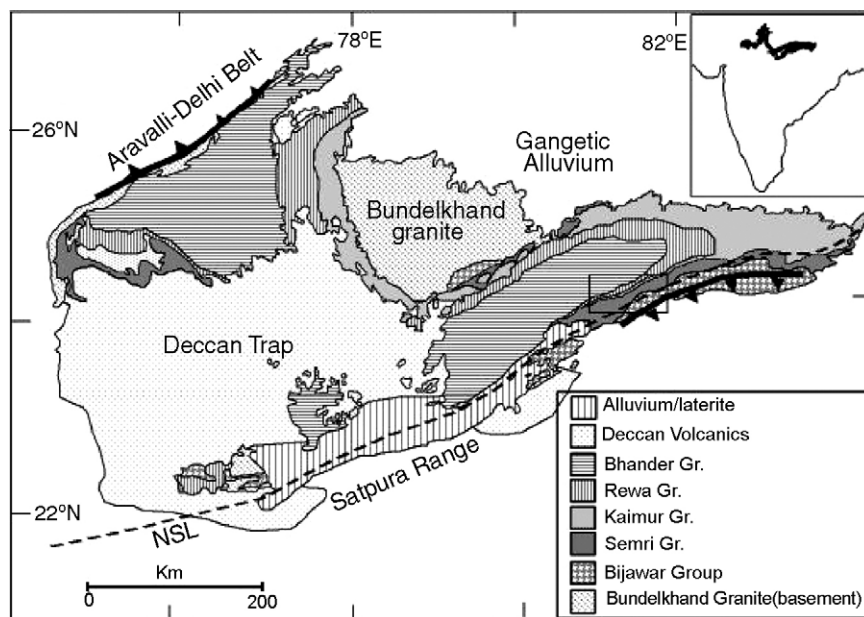 78°E
82°E
26°N
Aravalli-Delhi Belt
Gangetic
Alluvium
Bundelkhand
granite
Deccan Trap
Satpura Range
22°N
NSL
Km
0
200
Alluvium/laterite
Deccan Volcanics
Bhander Gr.
Rewa Gr.
Kaimur Gr.
Semri Gr.
Bijawar Group
Bundelkhand Granite(basement)